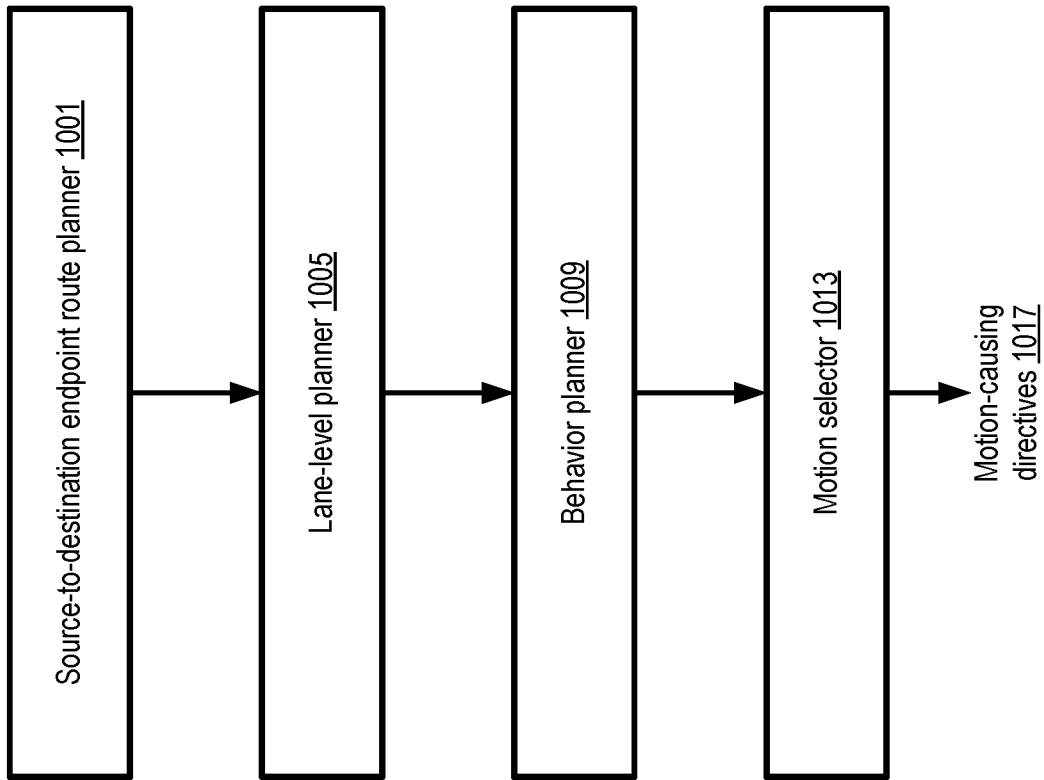 Source-to-destination endpoint route planner 1001
Lane-level planner 1005
Behavior planner 1009
Motion selector 1013
Motion-causing
directives 1017